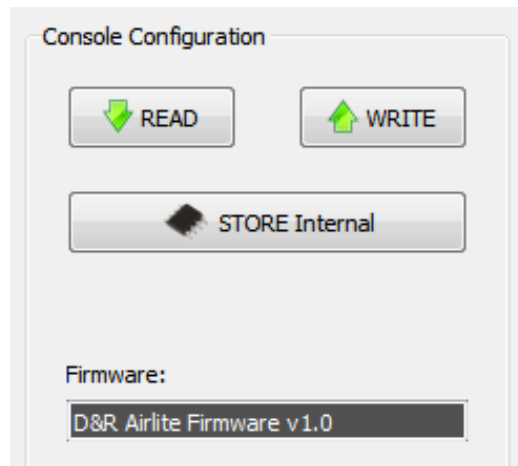 Console Configuration
READ
WRITE
STORE Internal
Firmware:
D&R Airlite Firmware v1.0